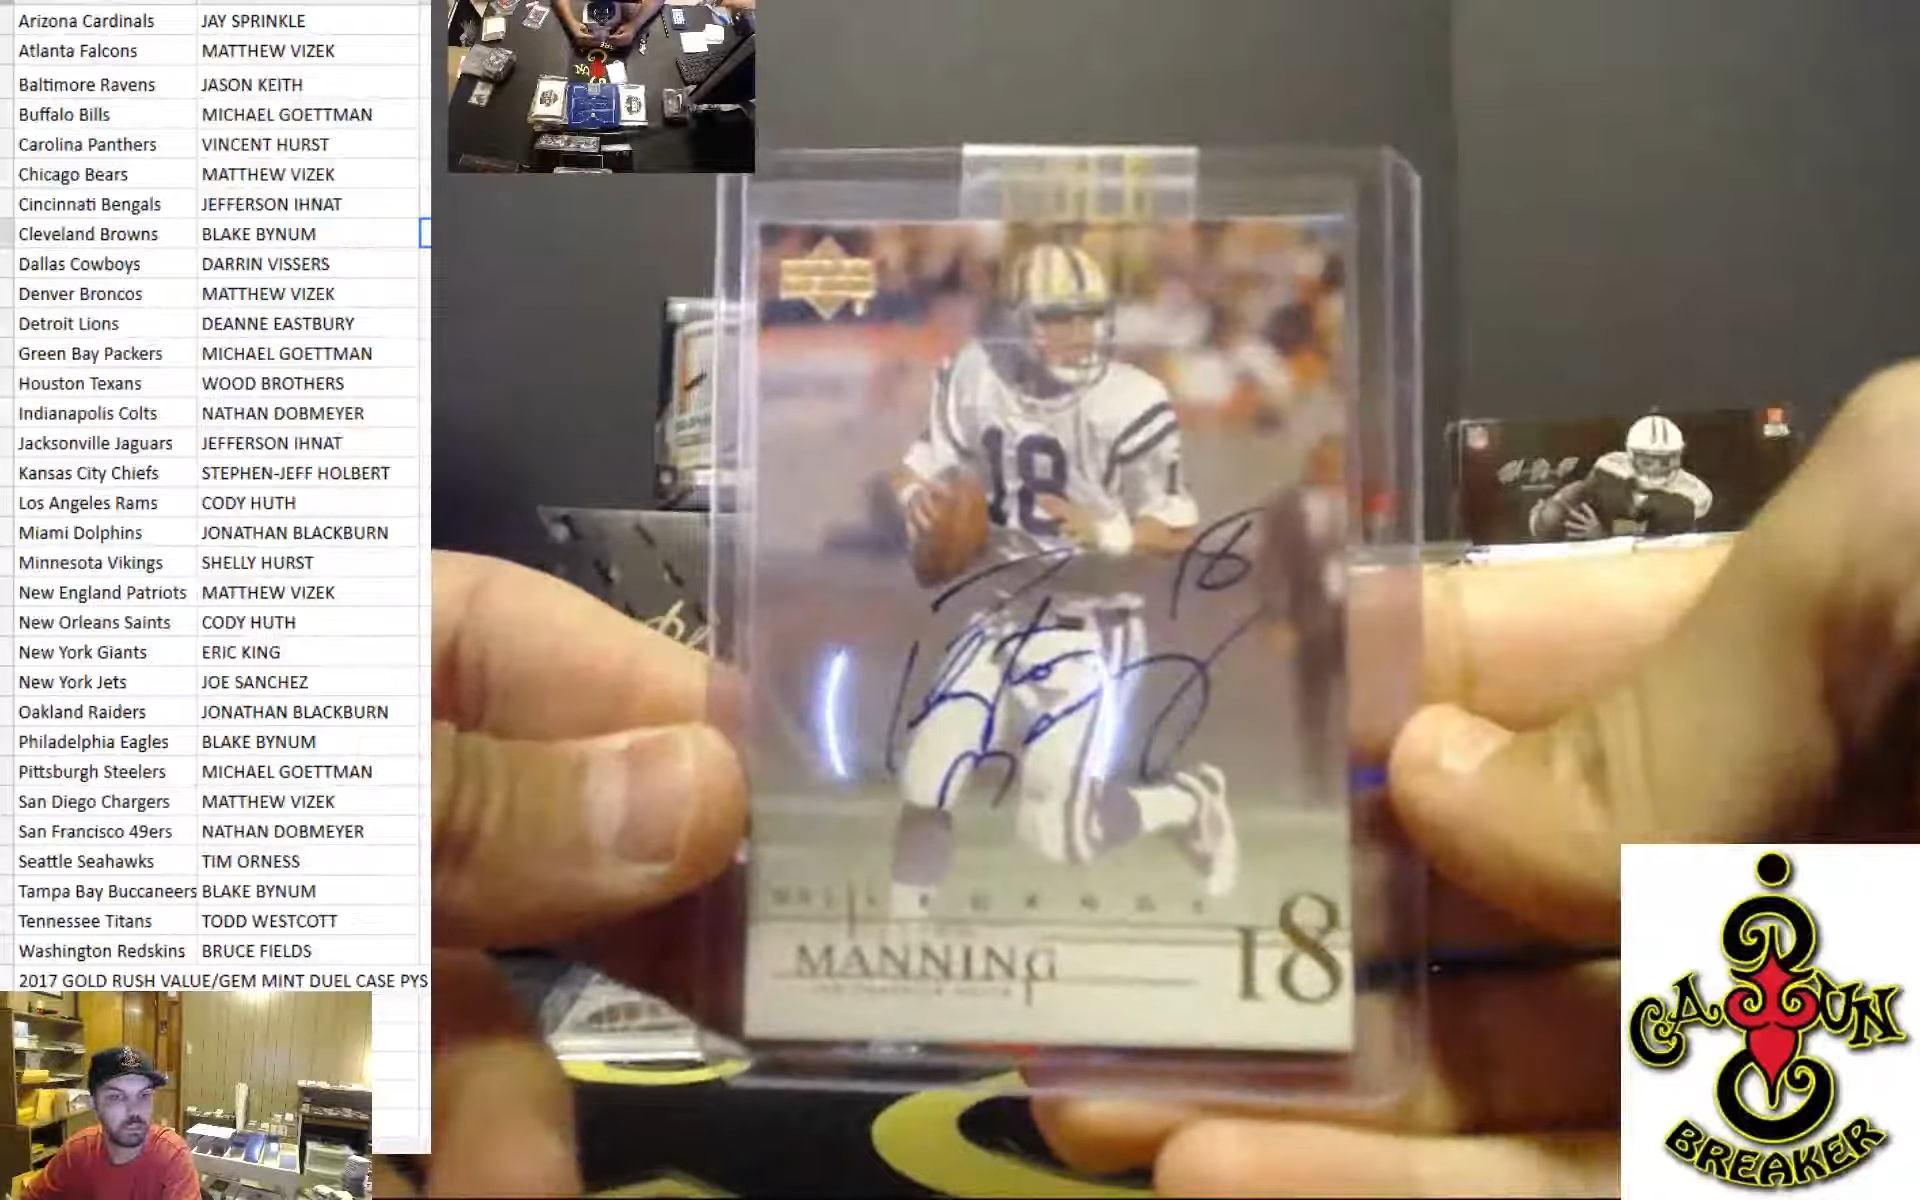 Arizona Cardinals JAY SPRINKLE
Atlanta Falcons MATTHEW VIZEK
Baltimore Ravens JASON KEITH
Buffalo Bills MICHAEL GOETTMAN
Carolina Panthers VINCENT HURST
Chicago Bears MATTHEW VIZEK
Cincinnati Bengals JEFFERSON IHNAT
Cleveland Browns BLAKE BYNUM
Dallas Cowboys DARRIN VISSERS
Denver Broncos MATTHEW VIZEK
Detroit Lions DEANNE EASTBURY
Green Bay Packers MICHAEL GOETTMAN
Houston Texans WOOD BROTHERS
Indianapolis Colts NATHAN DOBMEYER
Jacksonville Jaguars JEFFERSON IHNAT
Kansas City Chiefs STEPHEN-JEFF HOLBERT
Los Angeles Rams CODY HUTH
Miami Dolphins JONATHAN BLACKBURN
Minnesota Vikings SHELLY HURST
New England Patriots MATTHEW VIZEK
New Orleans Saints CODY HUTH
New York Giants ERIC KING
New York Jets JOE SANCHEZ
Oakland Raiders JONATHAN BLACKBURN
Philadelphia Eagles BLAKE BYNUM
Pittsburgh Steelers MICHAEL GOETTMAN
San Diego Chargers MATTHEW VIZEK
San Francisco 49ers NATHAN DOBMEYER
Seattle Seahawks TIM ORNESS
Tampa Bay Buccaneers BLAKE BYNUM
Tennessee Titans TODD WESTCOTT
Washington Redskins BRUCE FIELDS
2017 GOLD RUSH VALUE/GEM MINT DUEL CASE PYS
18
18
Peyton
Manning
MANNING
18
CAJUN
BREAKER